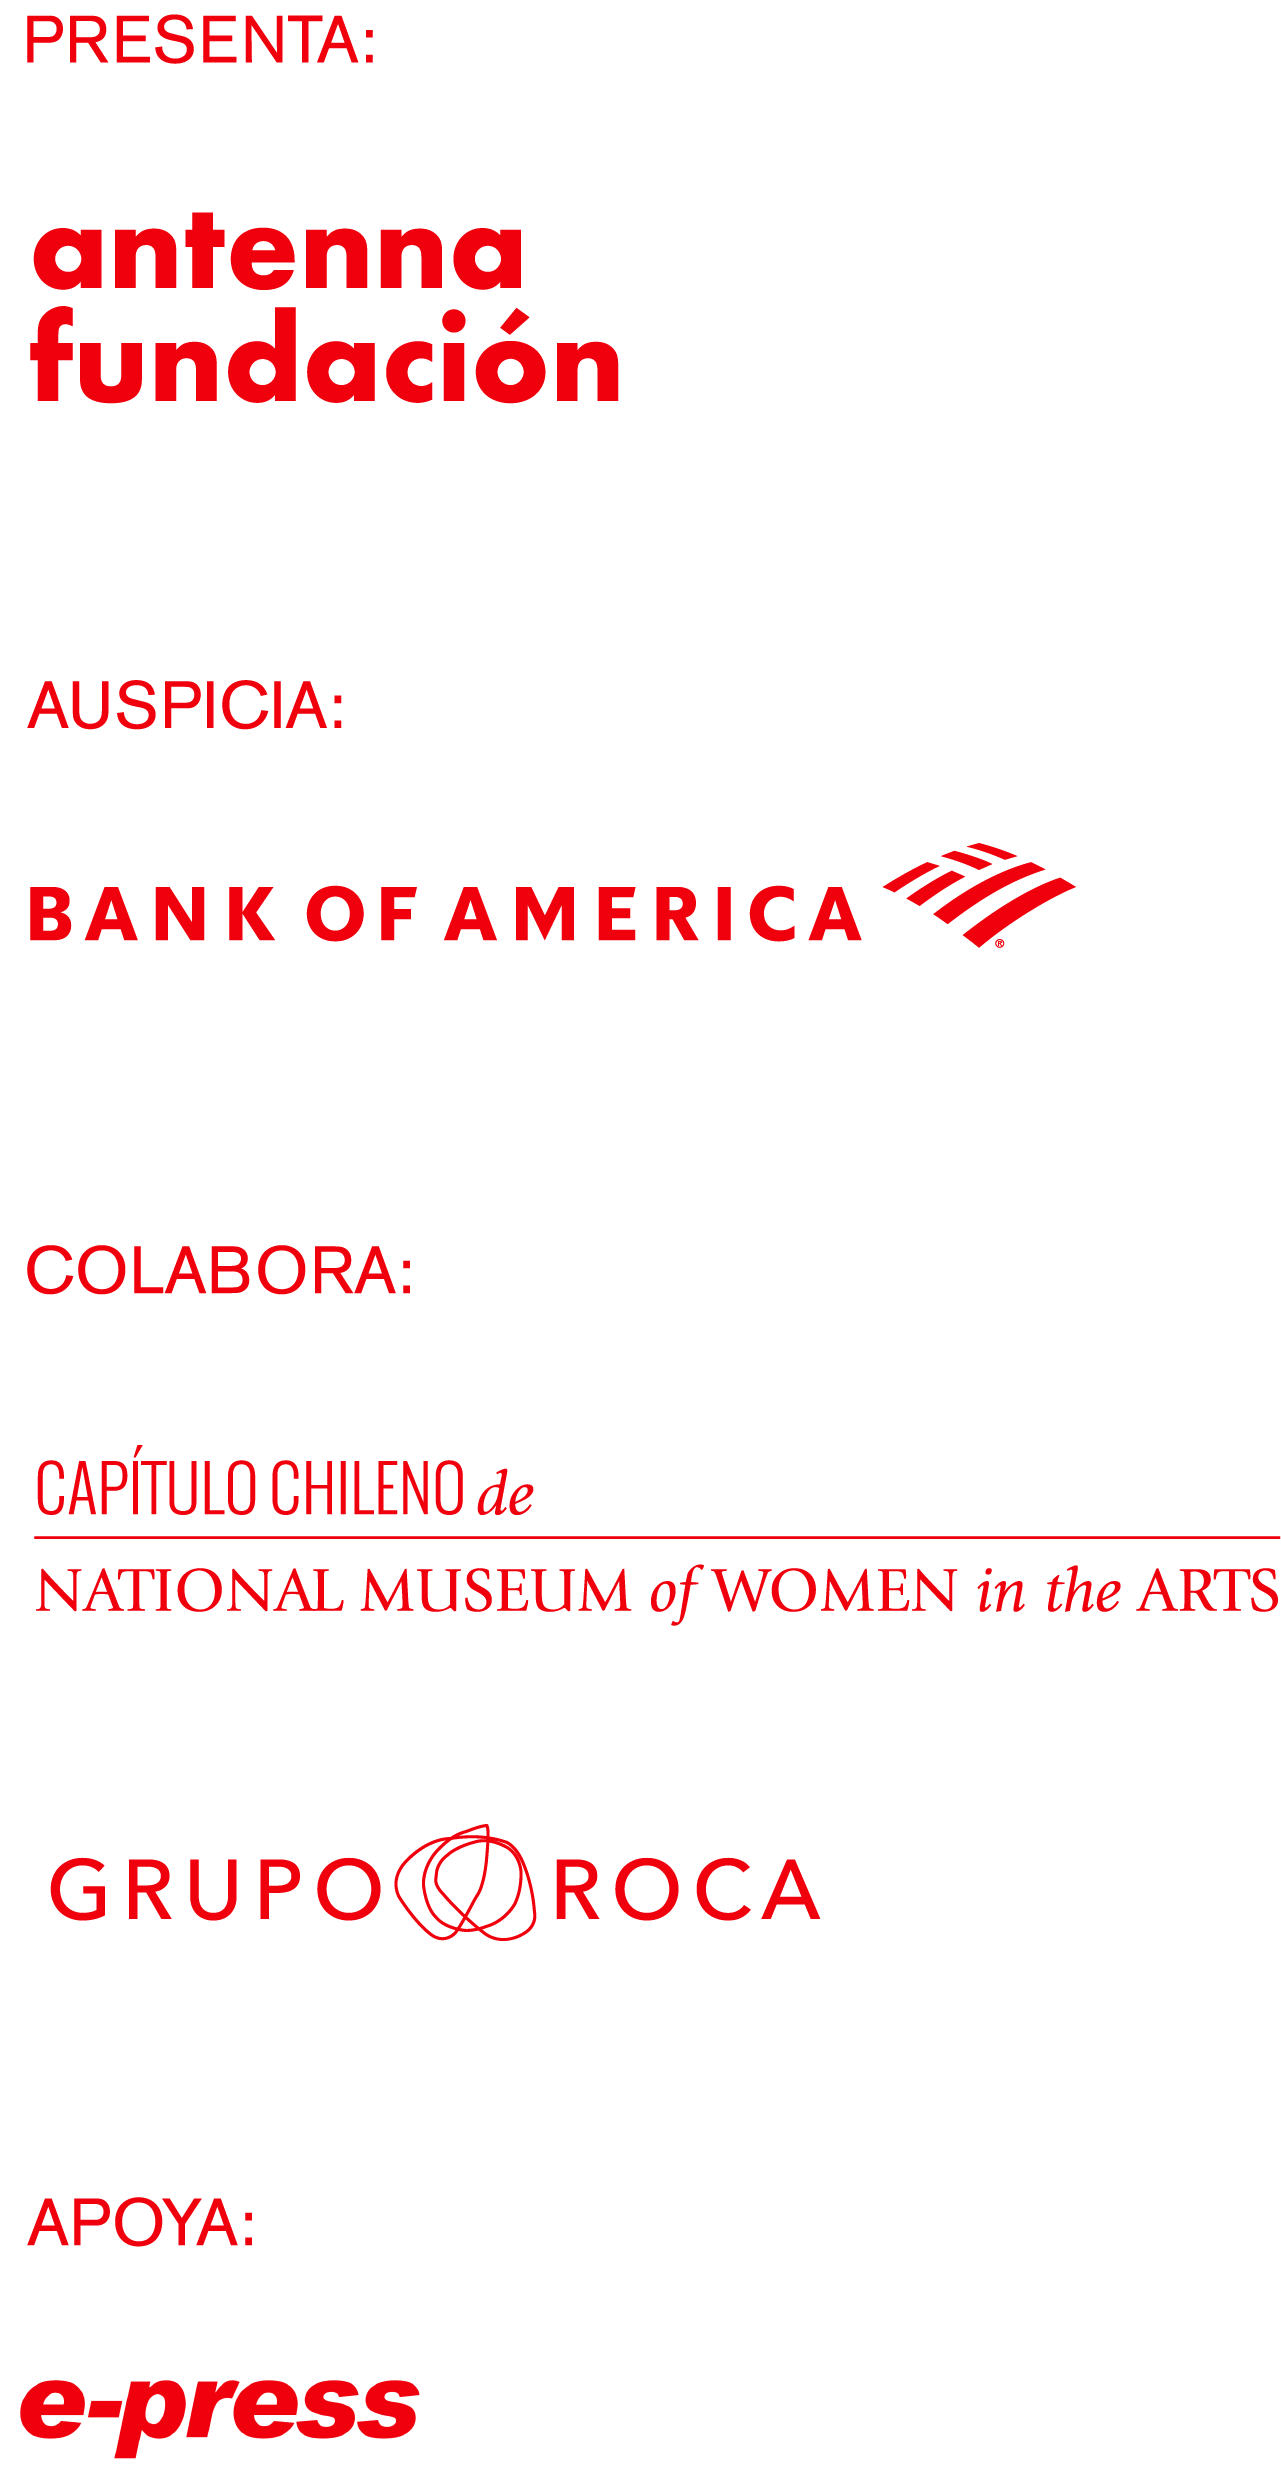 PRESENTA:
antenna
fundación
AUSPICIA:
BANK OF AMERICA ®
COLABORA:
CAPÍTULO CHILENO de
NATIONAL MUSEUM of WOMEN in the ARTS
GRUPO ROCA
APOYA:
e-press